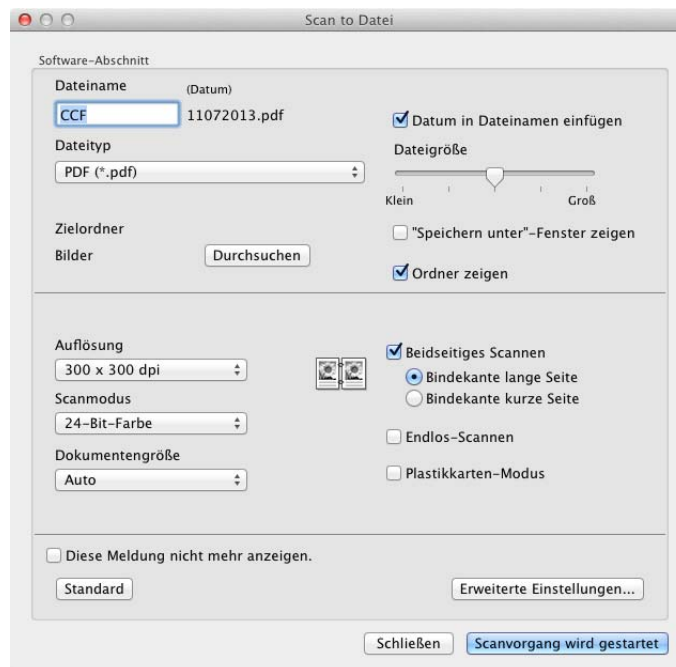 Scan to Datei
Software-Abschnitt
Dateiname (Datum)
CCF 11072013.pdf
Datum in Dateinamen einfügen
Dateityp
PDF (*.pdf)
Dateigröße
Klein Groß
Zielordner
Bilder Durchsuchen
"Speichern unter"-Fenster zeigen
Ordner zeigen
Auflösung
300 x 300 dpi
Scanmodus
24-Bit-Farbe
Dokumentengröße
Auto
Beidseitiges Scannen
Bindekante lange Seite
Bindekante kurze Seite
Endlos-Scannen
Plastikkarten-Modus
Diese Meldung nicht mehr anzeigen.
Standard Erweiterte Einstellungen...
Schließen Scanvorgang wird gestartet